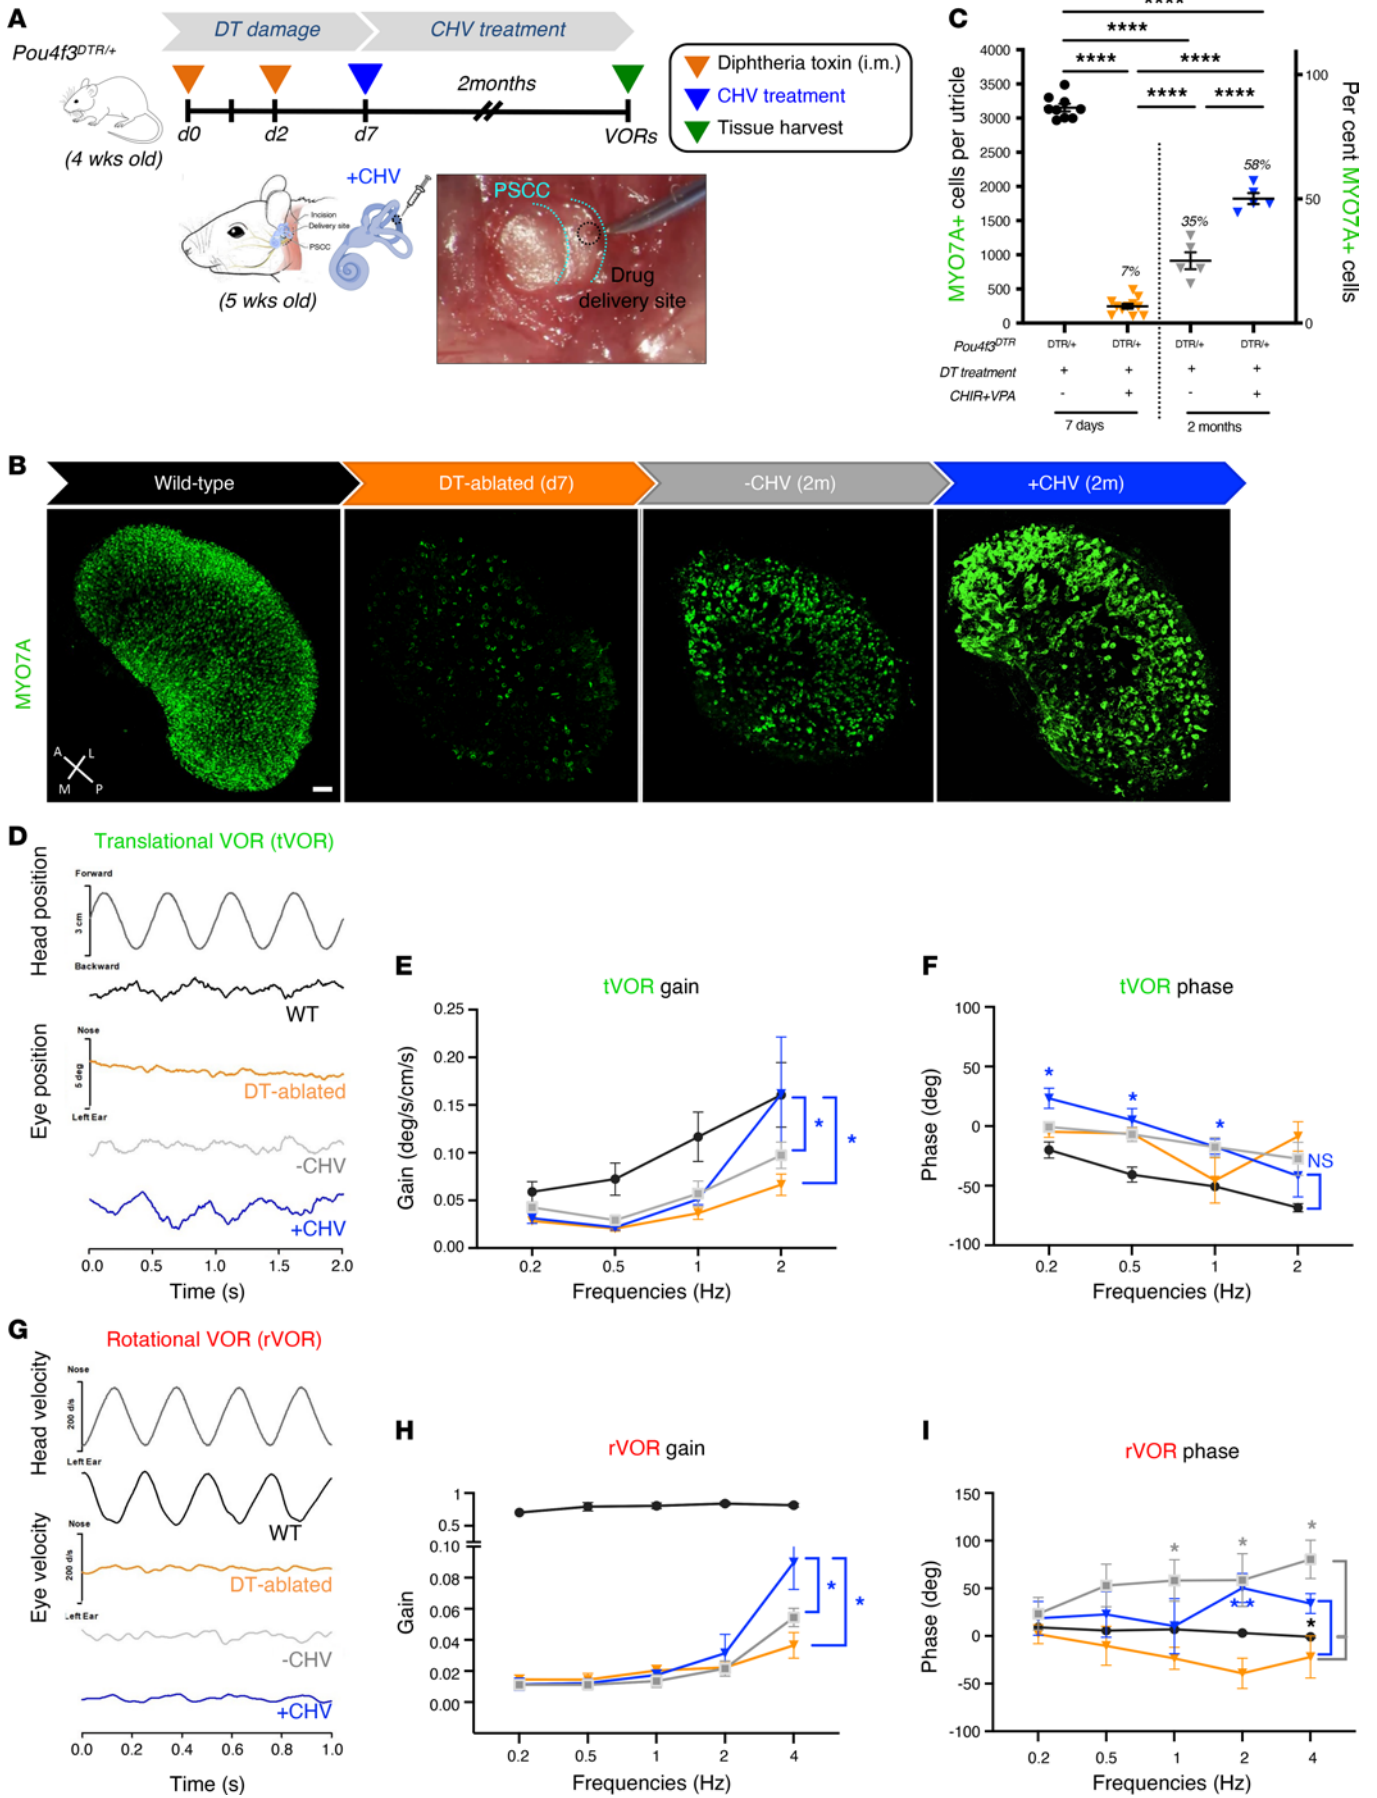 A
DT damage
CHV treatment
Pou4f3DTR/+
2months
d0
d2
d7
VORs
(4 wks old)
Diphtheria toxin (i.m.)
CHV treatment
Tissue harvest
+CHV
Incision
Delivery site
PSCC
(5 wks old)
PSCC
Drug
delivery site
C
****
****
**** ****
**** ****
MYO7A+ cells per utricle
4000
3500
3000
2500
2000
1500
1000
500
0
7%
35%
58%
100
50
0
Per cent MYO7A+ cells
Pou4f3DTR DTR/+ DTR/+ DTR/+ DTR/+
DT treatment + + + +
CHIR+VPA - + - +
7 days 2 months
B
Wild-type
DT-ablated (d7)
-CHV (2m)
+CHV (2m)
MYO7A
A L
M P
D
Translational VOR (tVOR)
Head position
Forward
3 cm
Backward
WT
Eye position
Nose
5 deg
Left Ear
DT-ablated
-CHV
+CHV
0.0 0.5 1.0 1.5 2.0
Time (s)
E
tVOR gain
Gain (deg/s/cm/s)
0.25
0.20
0.15
0.10
0.05
0.00
* *
0.2 0.5 1 2
Frequencies (Hz)
F
tVOR phase
Phase (deg)
100
50
0
-50
-100
* * *
NS
0.2 0.5 1 2
Frequencies (Hz)
G
Rotational VOR (rVOR)
Head velocity
Nose
200 d/s
Left Ear
WT
Eye velocity
Nose
200 d/s
Left Ear
DT-ablated
-CHV
+CHV
0.0 0.2 0.4 0.6 0.8 1.0
Time (s)
H
rVOR gain
Gain
1
0.5
0.10
0.08
0.06
0.04
0.02
0.00
* *
0.2 0.5 1 2 4
Frequencies (Hz)
I
rVOR phase
Phase (deg)
150
100
50
0
-50
-100
* * *
**
*
0.2 0.5 1 2 4
Frequencies (Hz)